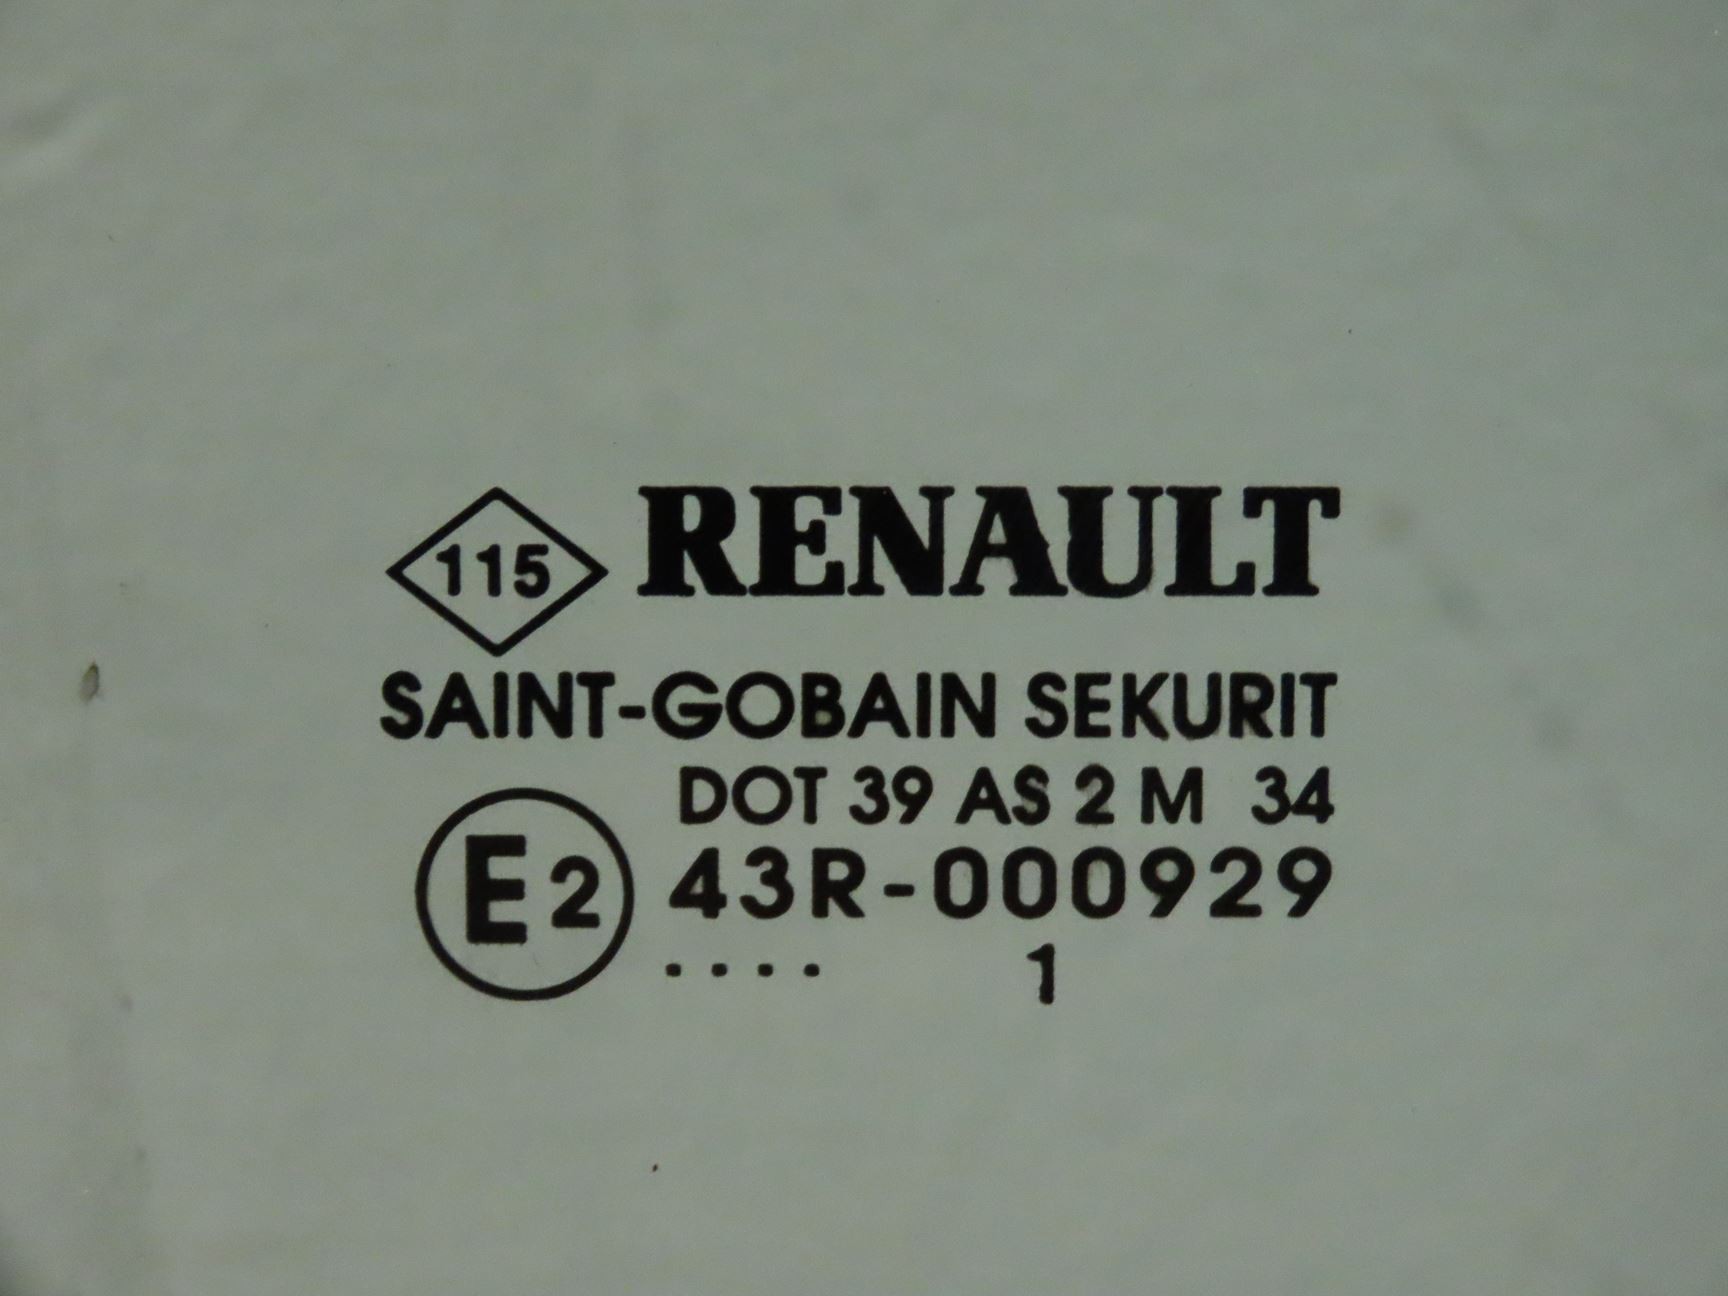 115 RENAULT
SAINT-GOBAIN SEKURIT
DOT 39 AS 2 M 34
E2 43R-000929
.... 1